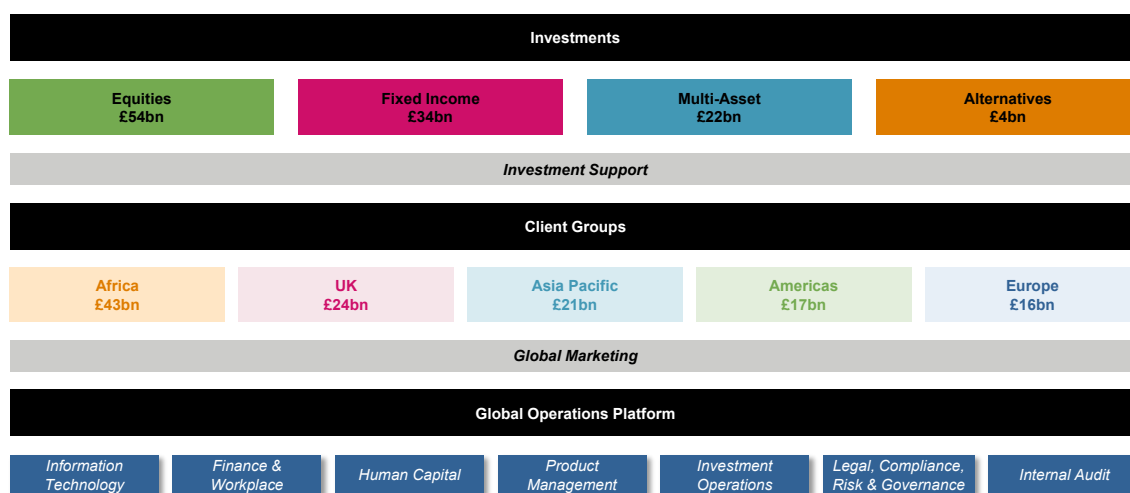 Investments
Equities
£54bn
Fixed Income
£34bn
Multi-Asset
£22bn
Alternatives
£4bn
Investment Support
Client Groups
Africa
£43bn
UK
£24bn
Asia Pacific
£21bn
Americas
£17bn
Europe
£16bn
Global Marketing
Global Operations Platform
Information
Technology
Finance &
Workplace
Human Capital
Product
Management
Investment
Operations
Legal, Compliance,
Risk & Governance
Internal Audit